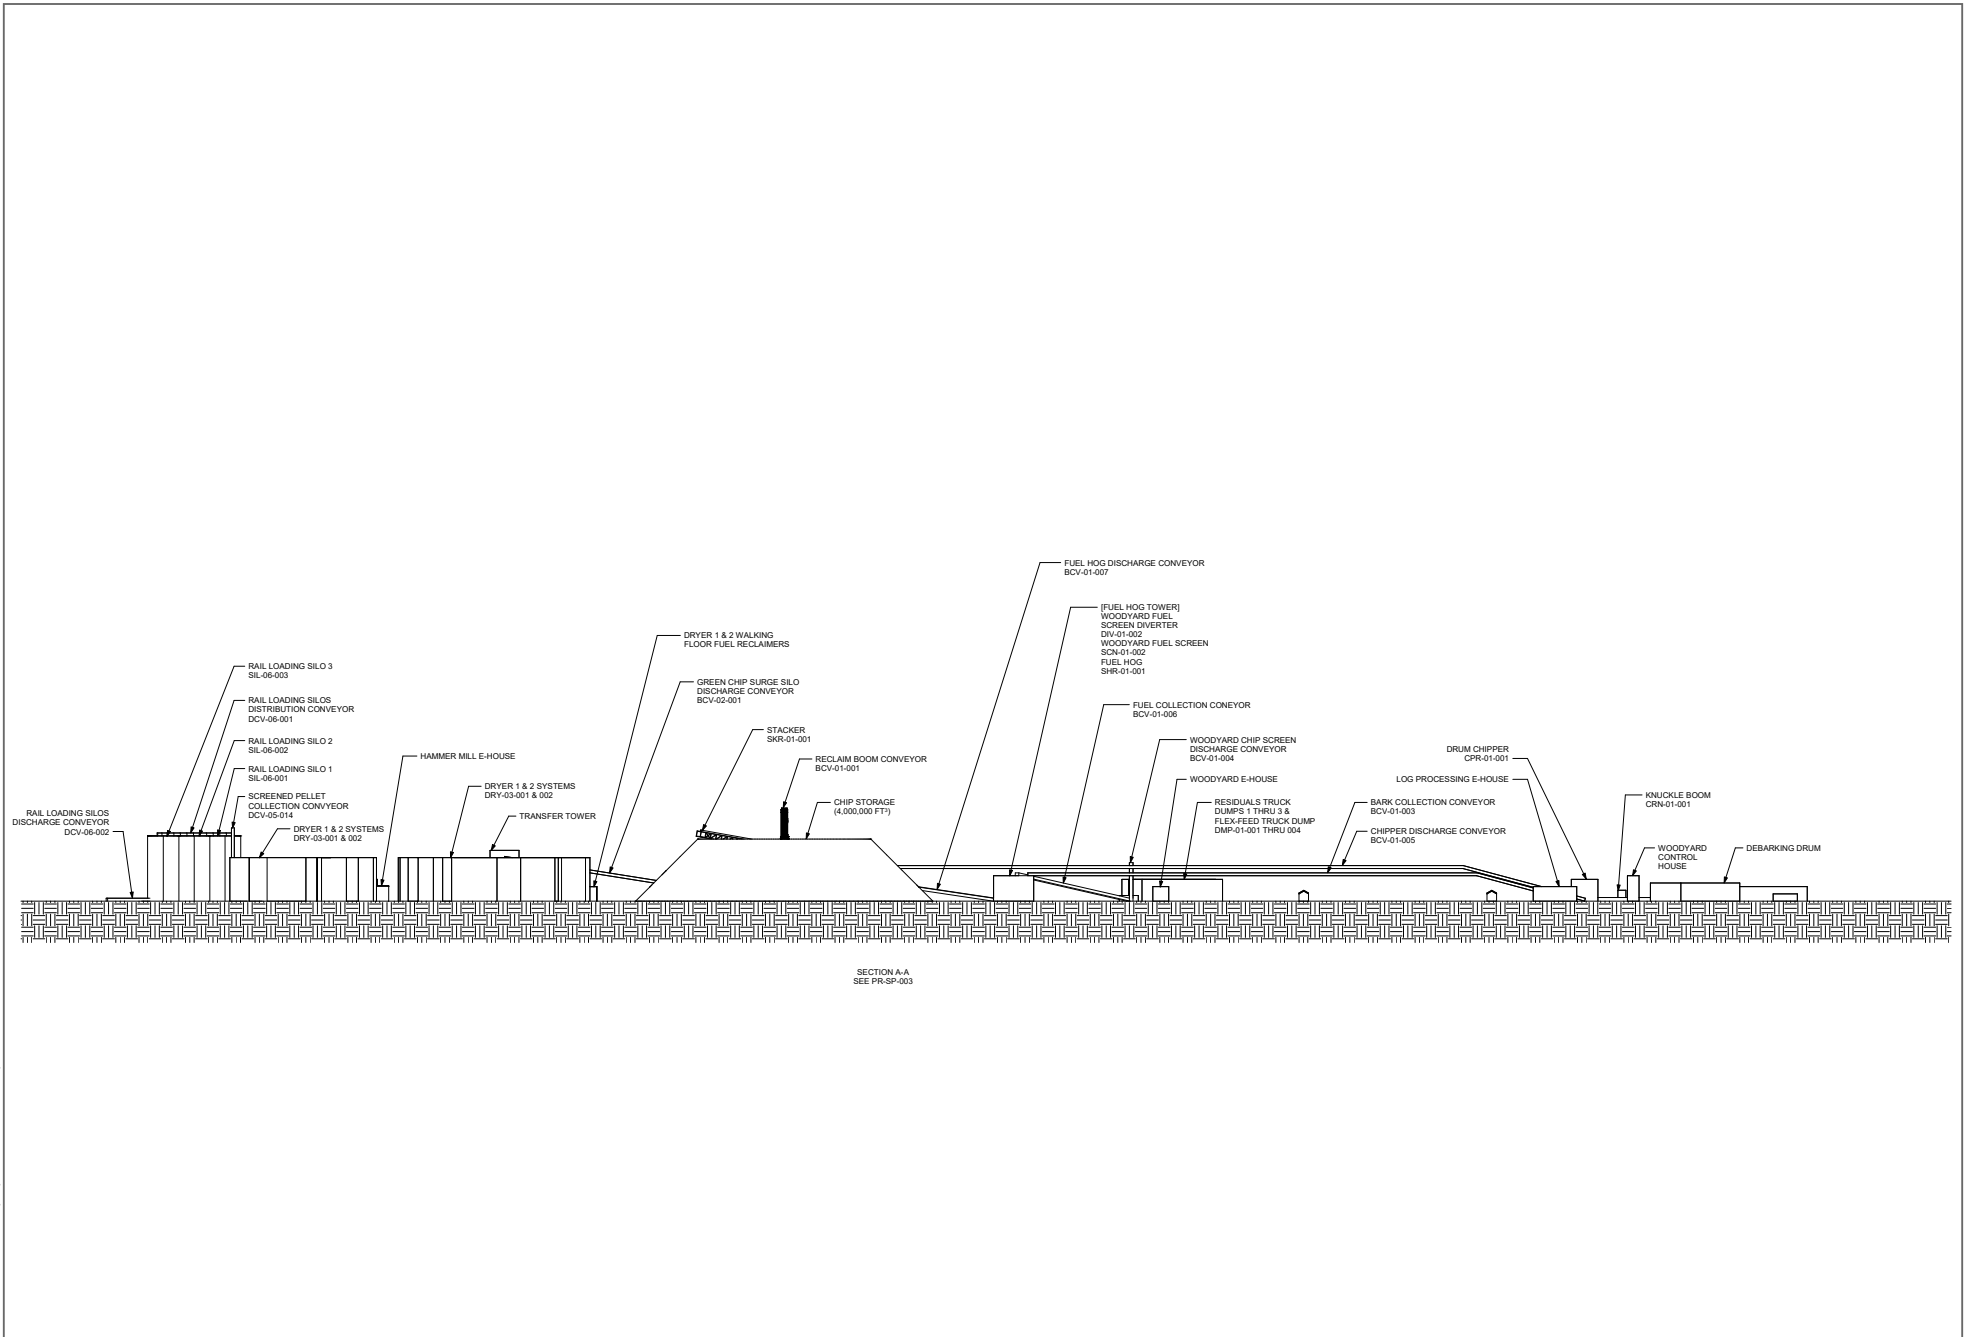 RAIL LOADING SILOS
DISCHARGE CONVEYOR
DCV-06-002
RAIL LOADING SILO 3
SIL-06-003
RAIL LOADING SILOS
DISTRIBUTION CONVEYOR
DCV-06-001
RAIL LOADING SILO 2
SIL-06-002
RAIL LOADING SILO 1
SIL-06-001
SCREENED PELLET
COLLECTION CONVYEOR
DCV-05-014
DRYER 1 & 2 SYSTEMS
DRY-03-001 & 002
HAMMER MILL E-HOUSE
DRYER 1 & 2 SYSTEMS
DRY-03-001 & 002
TRANSFER TOWER
DRYER 1 & 2 WALKING
FLOOR FUEL RECLAIMERS
GREEN CHIP SURGE SILO
DISCHARGE CONVEYOR
BCV-02-001
STACKER
SKR-01-001
RECLAIM BOOM CONVEYOR
BCV-01-001
CHIP STORAGE
(4,000,000 FT³)
FUEL HOG DISCHARGE CONVEYOR
BCV-01-007
[FUEL HOG TOWER]
WOODYARD FUEL
SCREEN DIVERTER
DIV-01-002
WOODYARD FUEL SCREEN
SCN-01-002
FUEL HOG
SHR-01-001
FUEL COLLECTION CONEYOR
BCV-01-006
WOODYARD CHIP SCREEN
DISCHARGE CONVEYOR
BCV-01-004
WOODYARD E-HOUSE
RESIDUALS TRUCK
DUMPS 1 THRU 3 &
FLEX-FEED TRUCK DUMP
DMP-01-001 THRU 004
BARK COLLECTION CONVEYOR
BCV-01-003
CHIPPER DISCHARGE CONVEYOR
BCV-01-005
DRUM CHIPPER
CPR-01-001
LOG PROCESSING E-HOUSE
KNUCKLE BOOM
CRN-01-001
WOODYARD
CONTROL
HOUSE
DEBARKING DRUM
SECTION A-A
SEE PR-SP-003